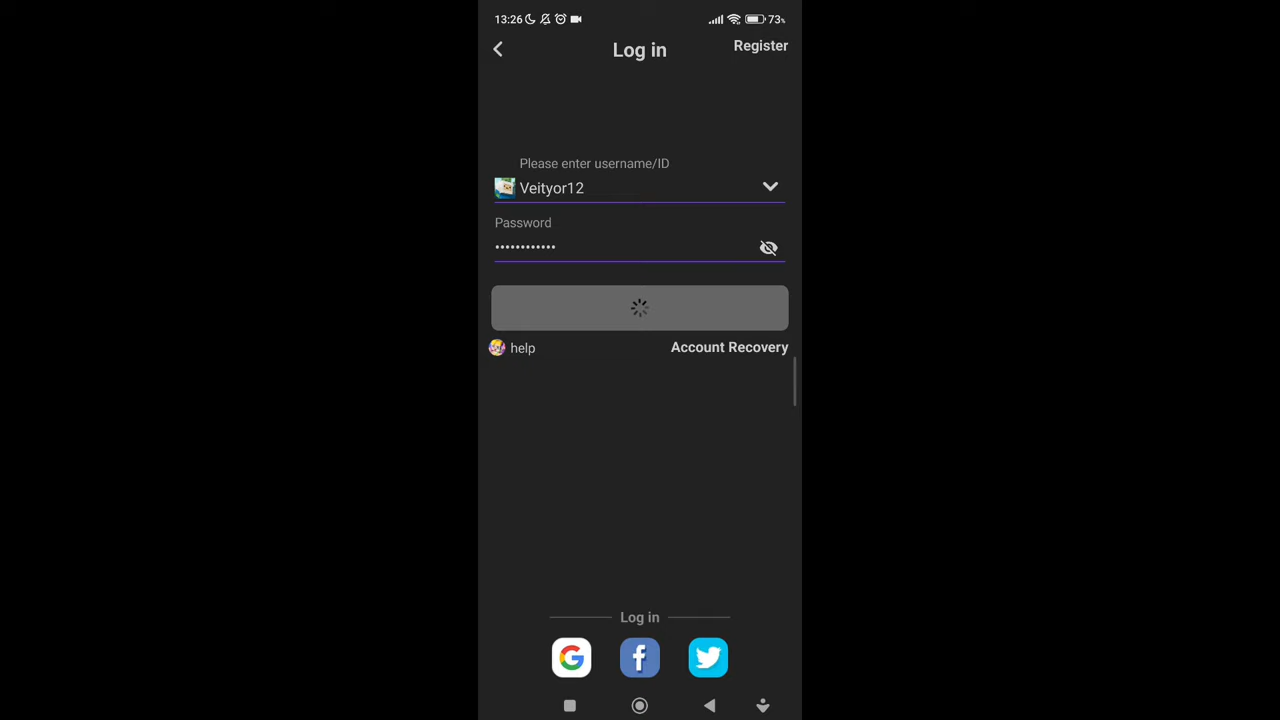 13:26 73%
Log in
Register
Please enter username/ID
Veityor12
Password
••••••••••••
help
Account Recovery
Log in